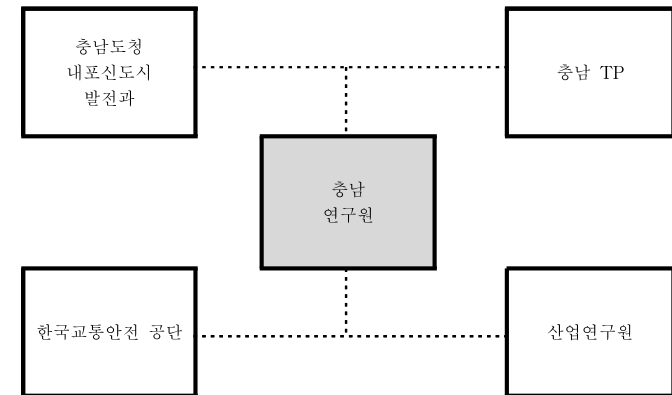 충남도청
내포신도시
발전과
충남 TP
충남
연구원
한국교통안전 공단
산업연구원